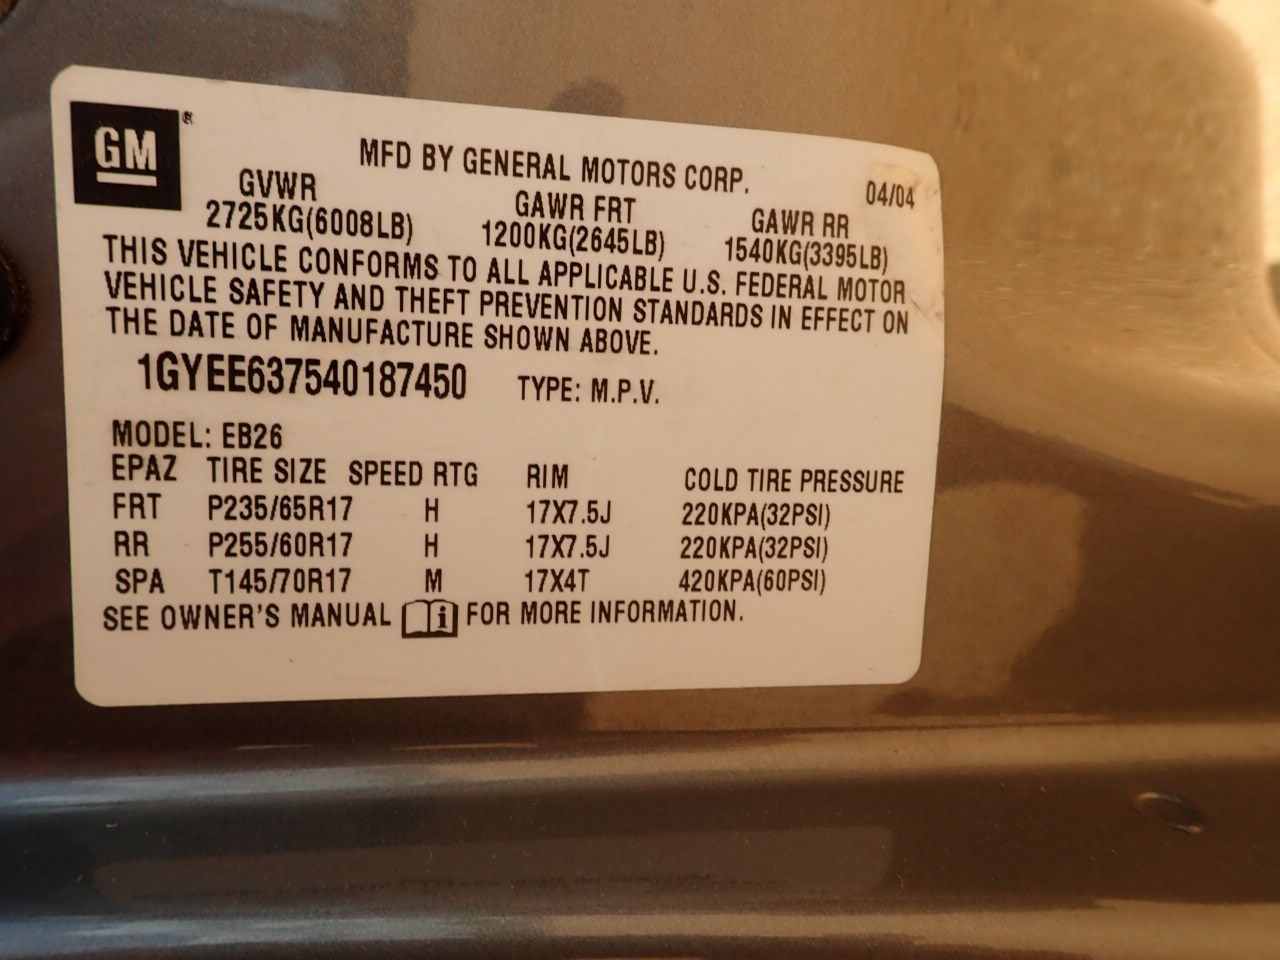 GM®
MFD BY GENERAL MOTORS CORP.
04/04
GVWR GAWR FRT GAWR RR
2725KG(6008LB) 1200KG(2645LB) 1540KG(3395LB)
THIS VEHICLE CONFORMS TO ALL APPLICABLE U.S. FEDERAL MOTOR
VEHICLE SAFETY AND THEFT PREVENTION STANDARDS IN EFFECT ON
THE DATE OF MANUFACTURE SHOWN ABOVE.
1GYEE637540187450 TYPE: M.P.V.
MODEL: EB26
EPAZ TIRE SIZE SPEED RTG RIM COLD TIRE PRESSURE
FRT P235/65R17 H 17X7.5J 220KPA(32PSI)
RR P255/60R17 H 17X7.5J 220KPA(32PSI)
SPA T145/70R17 M 17X4T 420KPA(60PSI)
SEE OWNER'S MANUAL FOR MORE INFORMATION.